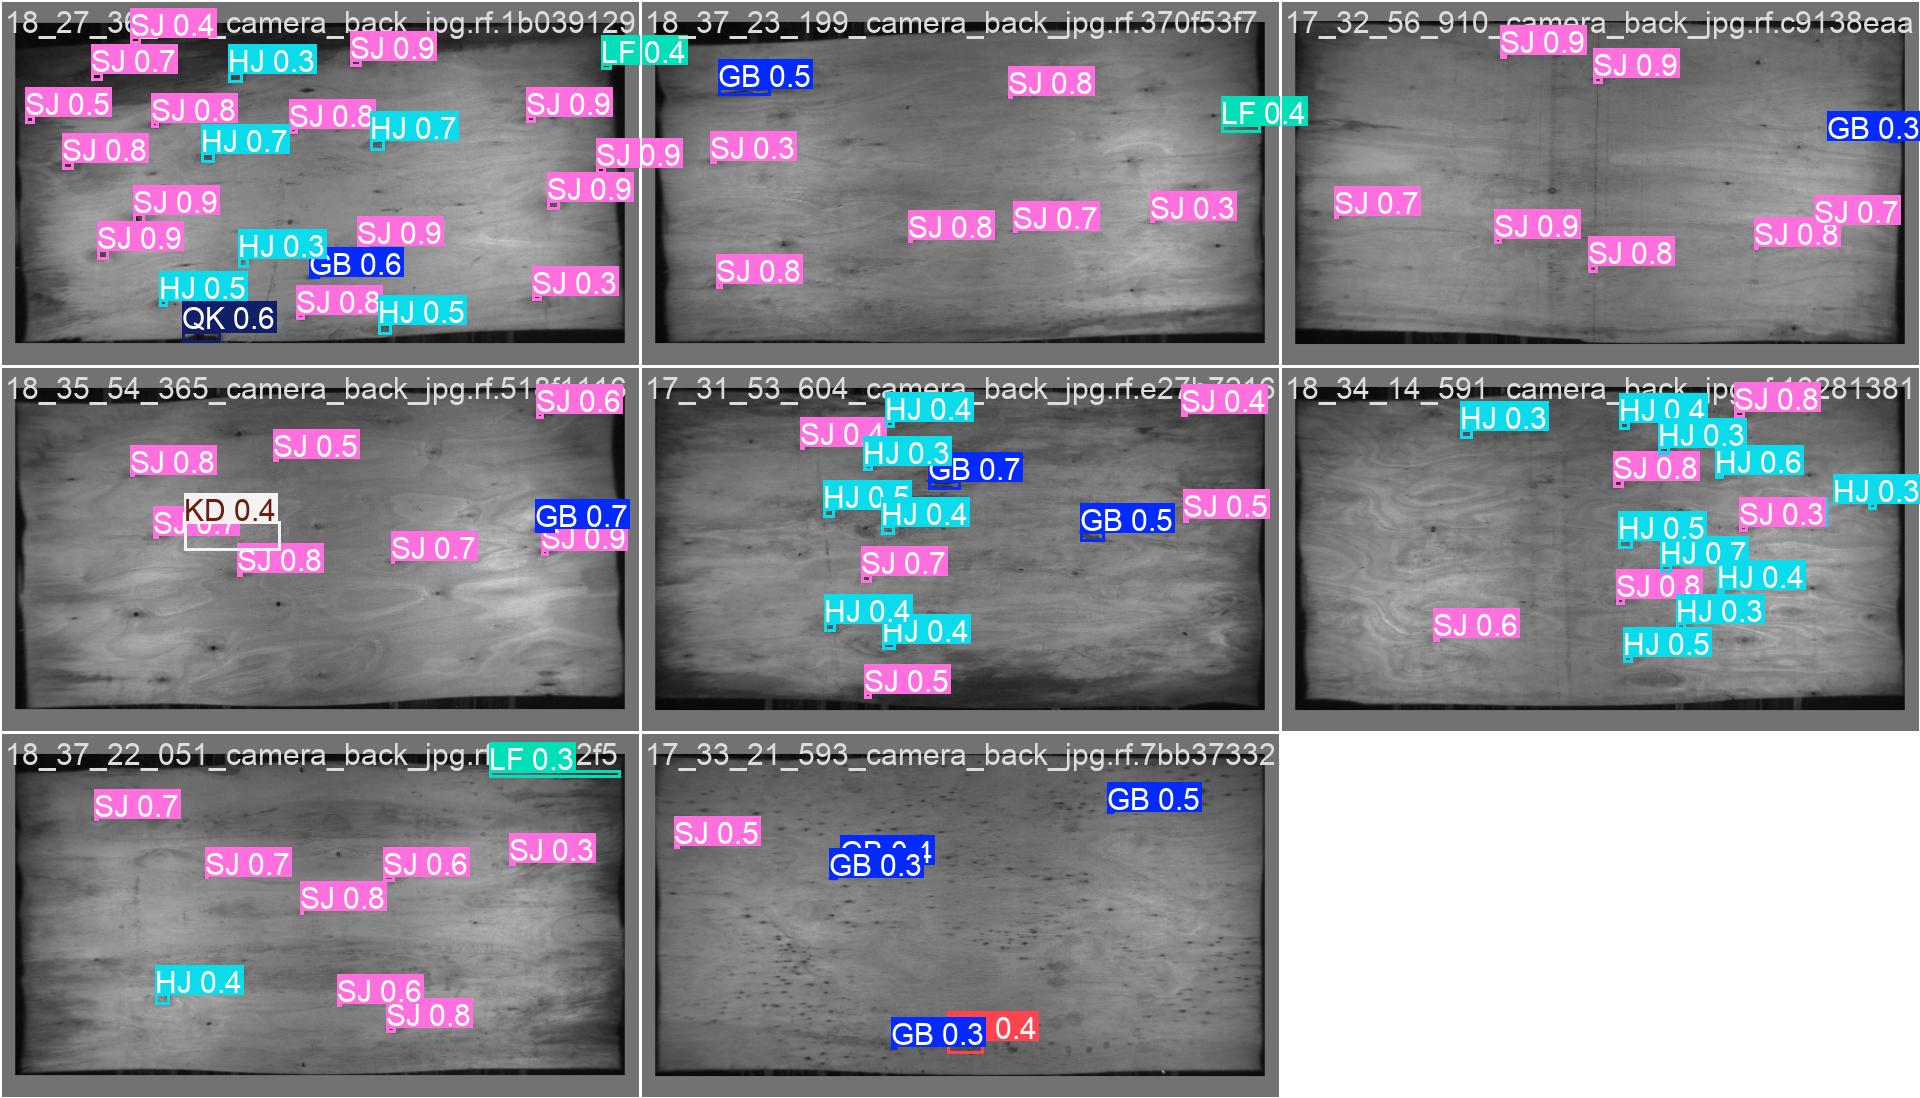 18_27_3 camera_back_jpg.rf.1b039129
SJ 0.4
SJ 0.7
HJ 0.3
SJ 0.9
LF 0.4
SJ 0.5
SJ 0.8
SJ 0.8
HJ 0.7
SJ 0.9
SJ 0.8
HJ 0.7
SJ 0.9
SJ 0.9
SJ 0.9
SJ 0.9
HJ 0.3
SJ 0.9
GB 0.6
HJ 0.5
SJ 0.8
HJ 0.5
SJ 0.3
QK 0.6
18_37_23_199_camera_back_jpg.rf.370f53f7
GB 0.5
SJ 0.8
LF 0.4
SJ 0.3
SJ 0.8
SJ 0.7
SJ 0.3
SJ 0.8
17_32_56_910_camera_back_jpg.rf.c9138eaa
SJ 0.9
SJ 0.9
GB 0.3
SJ 0.7
SJ 0.9
SJ 0.8
SJ 0.8
SJ 0.7
18_35_54_365_camera_back_jpg.rf.518f1116
SJ 0.6
SJ 0.5
SJ 0.8
KD 0.4
SJ 0.7
GB 0.7
SJ 0.8
SJ 0.7
SJ 0.9
17_31_53_604_camera_back_jpg.rf.
SJ 0.4
HJ 0.4
SJ 0.4
HJ 0.3
GB 0.7
HJ 0.5
HJ 0.4
GB 0.5
SJ 0.5
SJ 0.7
HJ 0.4
HJ 0.4
SJ 0.5
18_34_14_591_camera_back_jpg
SJ 0.8
HJ 0.3
HJ 0.4
HJ 0.3
SJ 0.8
HJ 0.6
HJ 0.3
SJ 0.3
HJ 0.5
HJ 0.7
HJ 0.4
SJ 0.8
HJ 0.3
SJ 0.6
HJ 0.5
18_37_22_051_camera_back_jpg.rf 2f5
LF 0.3
SJ 0.7
SJ 0.7
SJ 0.6
SJ 0.3
SJ 0.8
HJ 0.4
SJ 0.6
SJ 0.8
17_33_21_593_camera_back_jpg.rf.7bb37332
GB 0.5
SJ 0.5
GB 0.3
GB 0.3
0.4